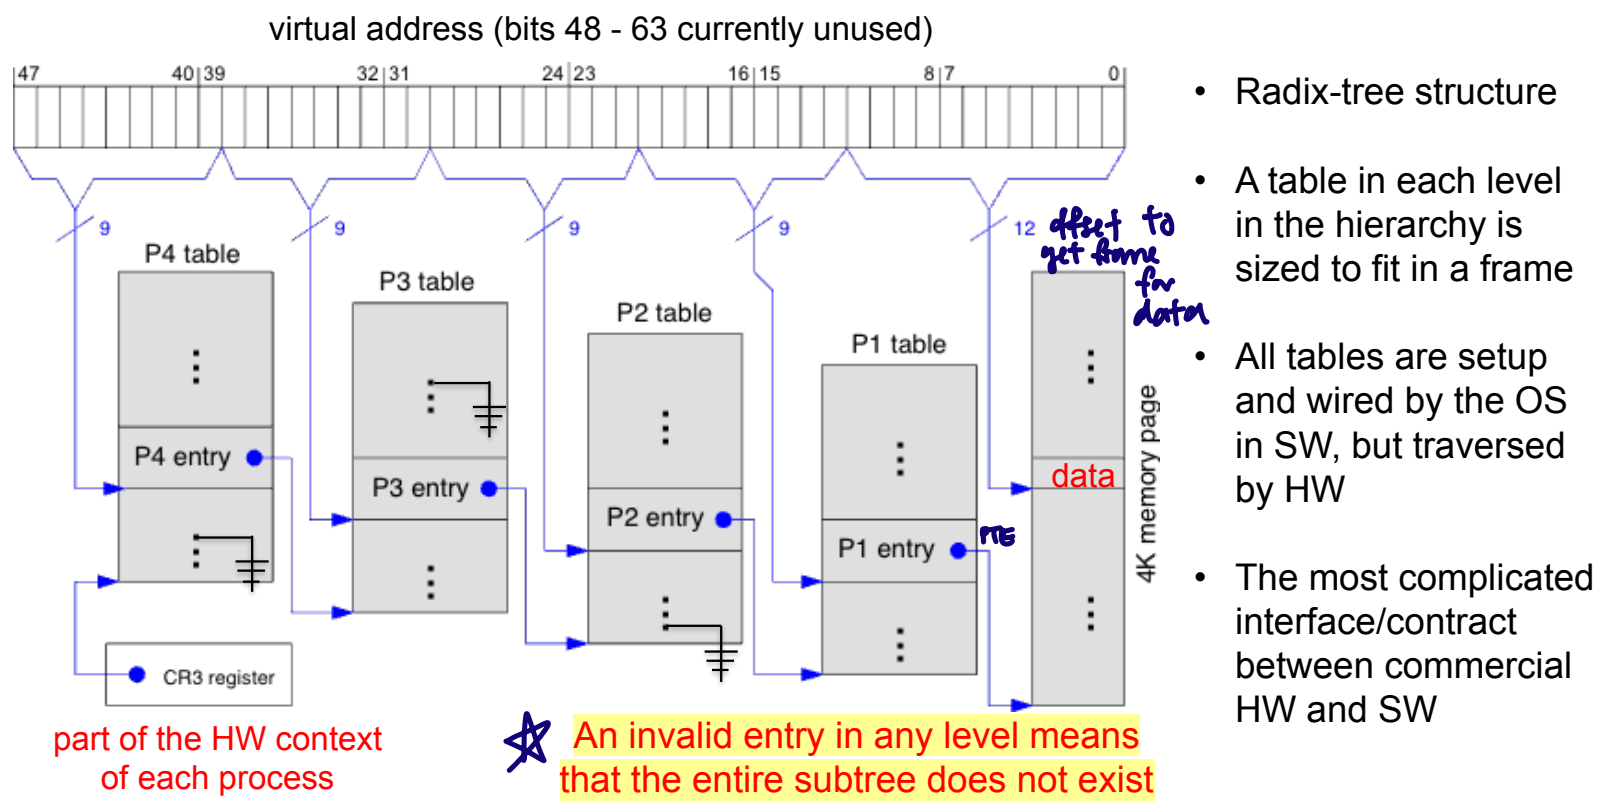 virtual address (bits 48 - 63 currently unused)
47 40 39 32 31 24 23 16 15 8 7 0
9 9 9 9 12
offset to
get frame
for
data
P4 table
P3 table
P2 table
P1 table
P4 entry
P3 entry
P2 entry
P1 entry
PTE
data
4K memory page
CR3 register
part of the HW context
of each process
An invalid entry in any level means
that the entire subtree does not exist
• Radix-tree structure
• A table in each level
in the hierarchy is
sized to fit in a frame
• All tables are setup
and wired by the OS
in SW, but traversed
by HW
• The most complicated
interface/contract
between commercial
HW and SW